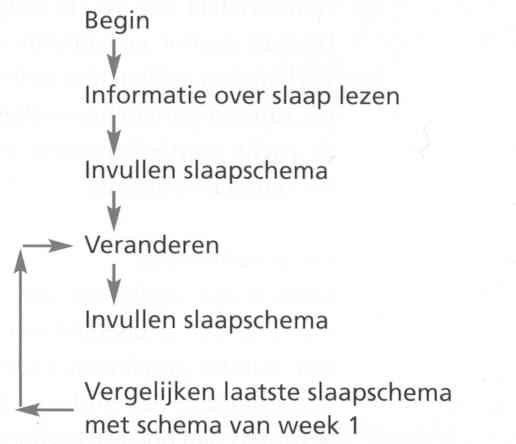 Begin
Informatie over slaap lezen
Invullen slaapschema
Veranderen
Invullen slaapschema
Vergelijken laatste slaapschema
met schema van week 1